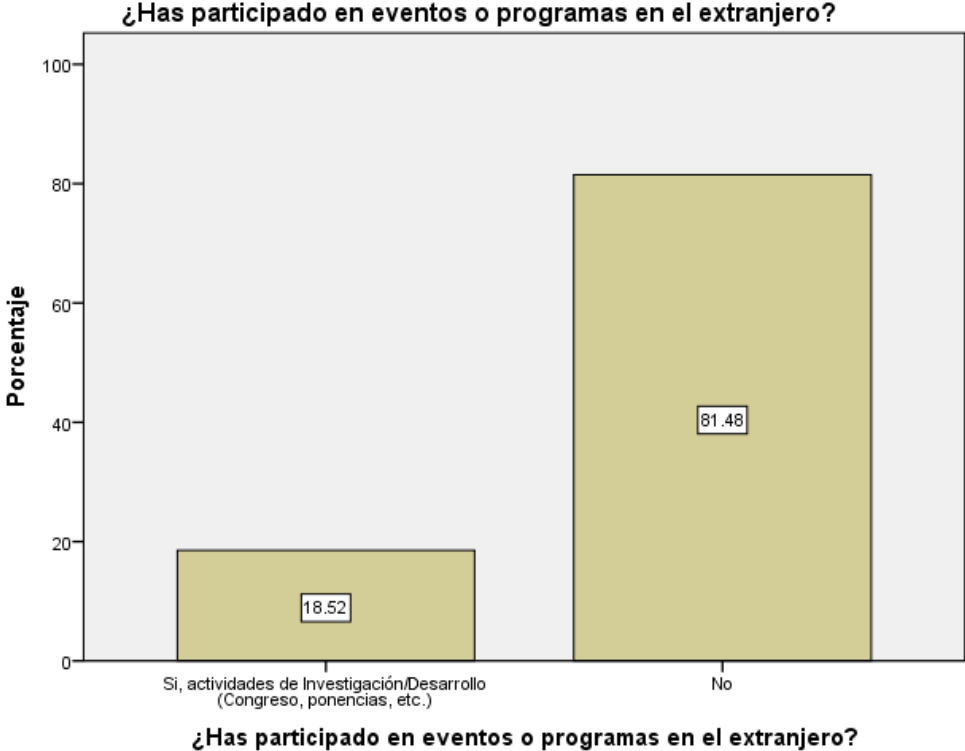 ¿Has participado en eventos o programas en el extranjero?
100
80
60
40
20
0
Porcentaje
18.52
81.48
Si, actividades de Investigación/Desarrollo
(Congreso, ponencias, etc.)
No
¿Has participado en eventos o programas en el extranjero?